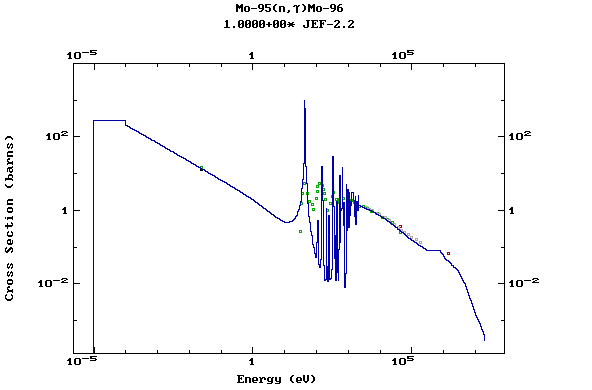 Mo-95(n,γ)Mo-96
1.0000+00* JEF-2.2
10⁻⁵ 1 10⁵
10² 10²
1 1
10⁻² 10⁻²
10⁻⁵ 1 10⁵
Cross Section (barns)
Energy (eV)